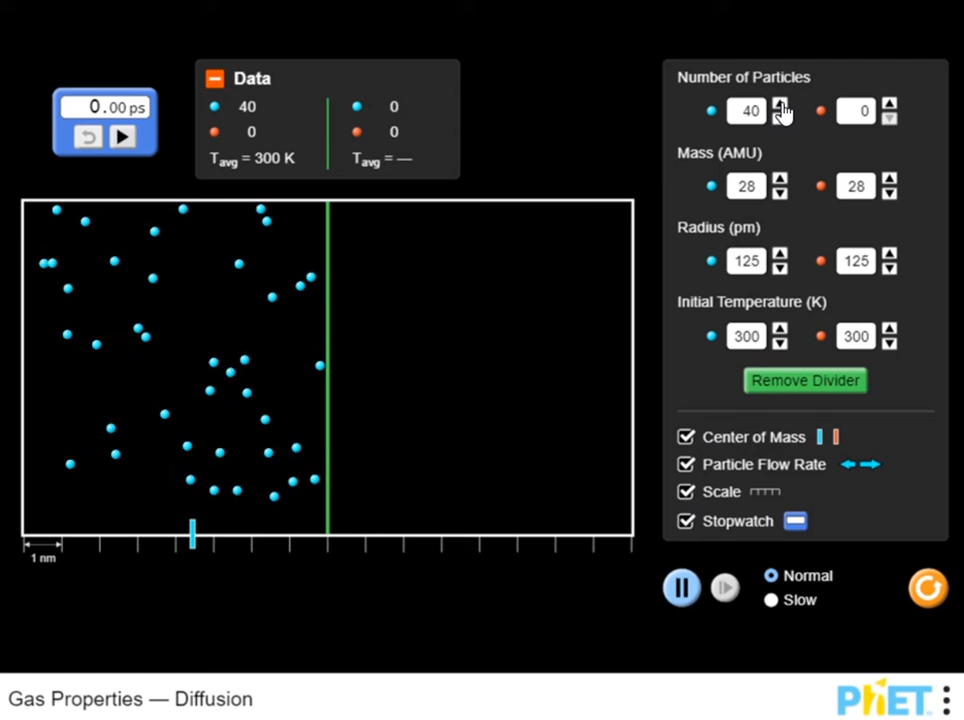 0.00 ps
Data
40 0
0 0
Tavg = 300 K Tavg = —
Number of Particles
40 0
Mass (AMU)
28 28
Radius (pm)
125 125
Initial Temperature (K)
300 300
Remove Divider
Center of Mass
Particle Flow Rate
Scale
Stopwatch
1 nm
Normal
Slow
Gas Properties — Diffusion
PhET